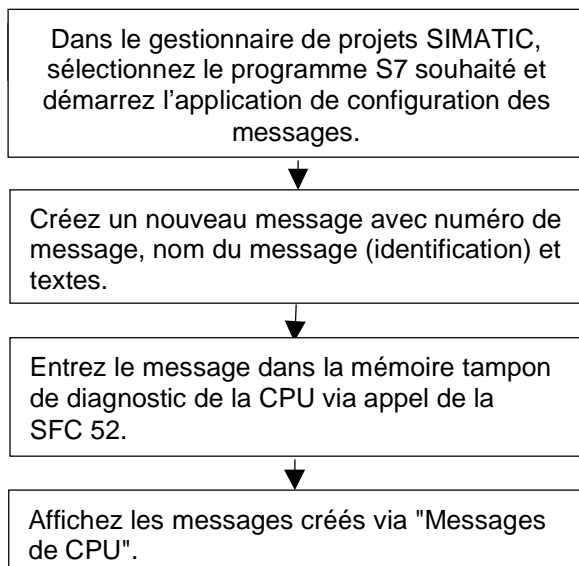 Dans le gestionnaire de projets SIMATIC,
sélectionnez le programme S7 souhaité et
démarrez l'application de configuration des
messages.
Créez un nouveau message avec numéro de
message, nom du message (identification) et
textes.
Entrez le message dans la mémoire tampon
de diagnostic de la CPU via appel de la
SFC 52.
Affichez les messages créés via "Messages
de CPU".